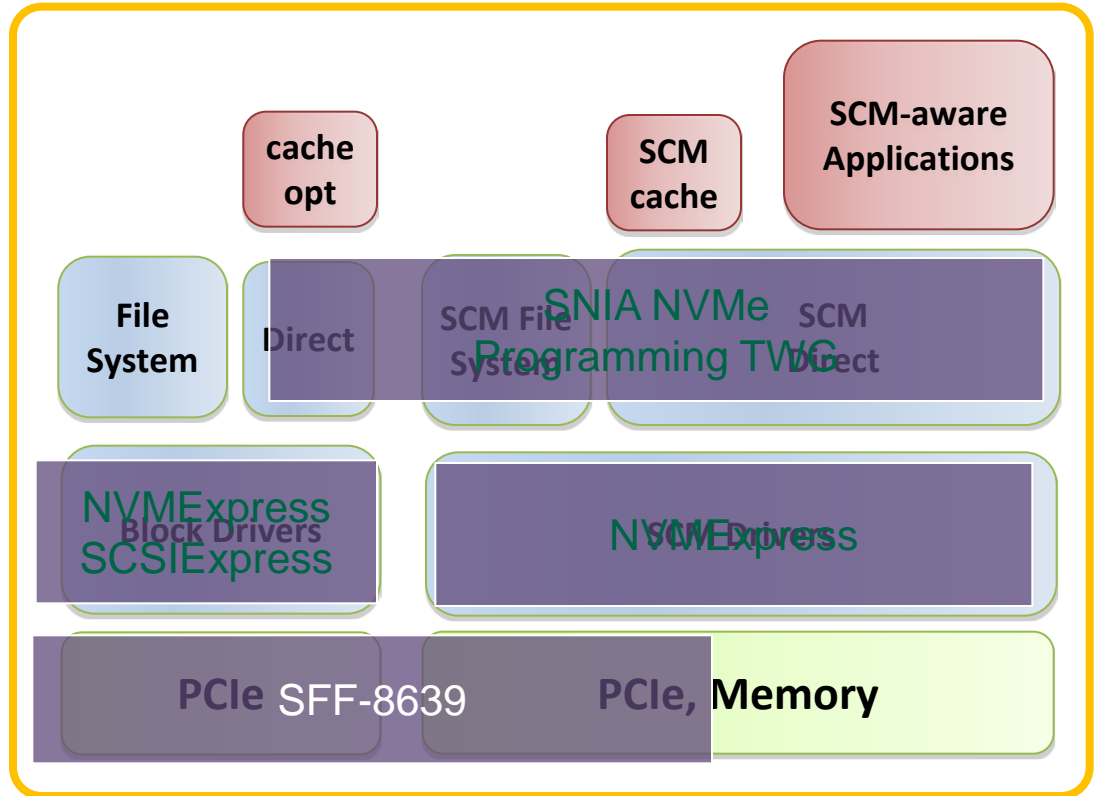 SCM-aware
Applications
cache
opt
SCM
cache
File
System
Direct
SCM File
System
SCM
Direct
SNIA NVMe
Programming TWG
Block Drivers
NVMExpress
SCSIExpress
SCM Drivers
NVMExpress
PCIe
SFF-8639
PCIe, Memory